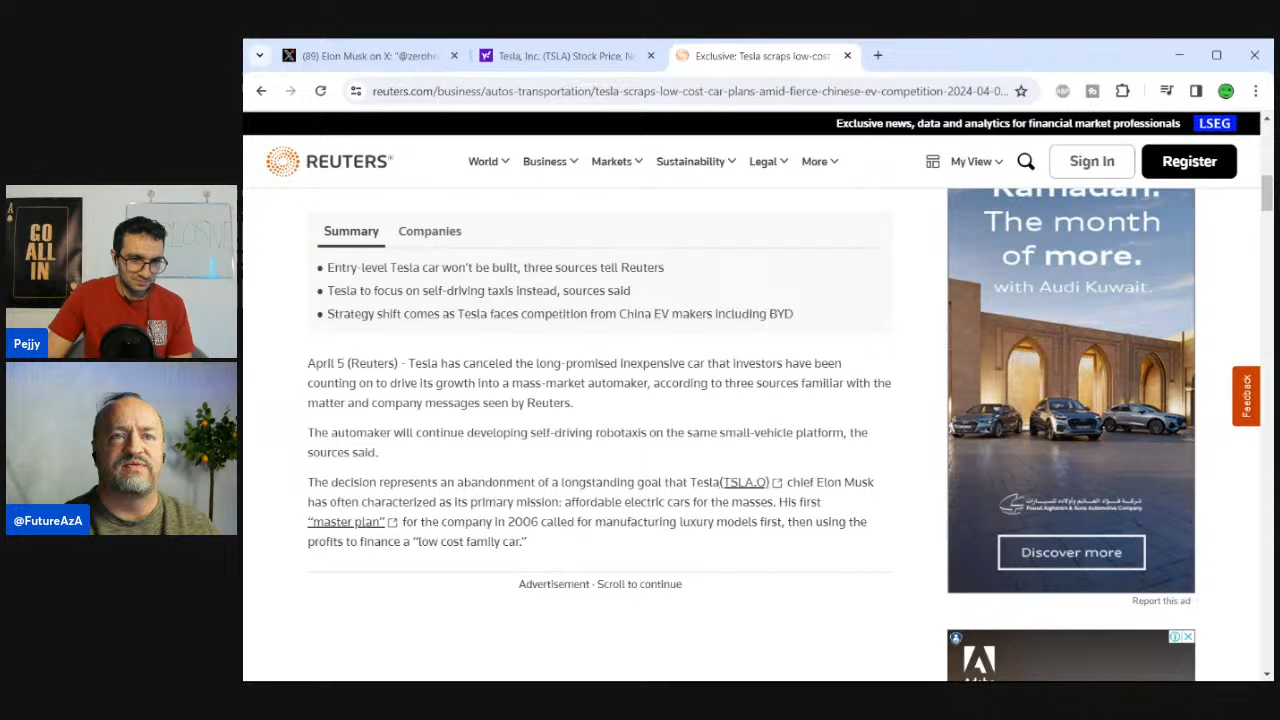 (89) Elon Musk on X: "@zerohe
Tesla, Inc. (TSLA) Stock Price, Ne
Exclusive: Tesla scraps low-cost
reuters.com/business/autos-transportation/tesla-scraps-low-cost-car-plans-amid-fierce-chinese-ev-competition-2024-04-0...
Exclusive news, data and analytics for financial market professionals LSEG
REUTERS
World Business Markets Sustainability Legal More
My View Sign In Register
Summary Companies
Entry-level Tesla car won't be built, three sources tell Reuters
Tesla to focus on self-driving taxis instead, sources said
Strategy shift comes as Tesla faces competition from China EV makers including BYD
April 5 (Reuters) - Tesla has canceled the long-promised inexpensive car that investors have been
counting on to drive its growth into a mass-market automaker, according to three sources familiar with the
matter and company messages seen by Reuters.
The automaker will continue developing self-driving robotaxis on the same small-vehicle platform, the
sources said.
The decision represents an abandonment of a longstanding goal that Tesla(TSLA.O) chief Elon Musk
has often characterized as its primary mission: affordable electric cars for the masses. His first
“master plan” for the company in 2006 called for manufacturing luxury models first, then using the
profits to finance a “low cost family car.”
Advertisement · Scroll to continue
Ramadan.
The month
of more.
with Audi Kuwait.
Fouad Alghanim & Sons Automotive Company
Discover more
Report this ad
Feedback
A
GO
ALL
IN
Pejjy
@FutureAzA